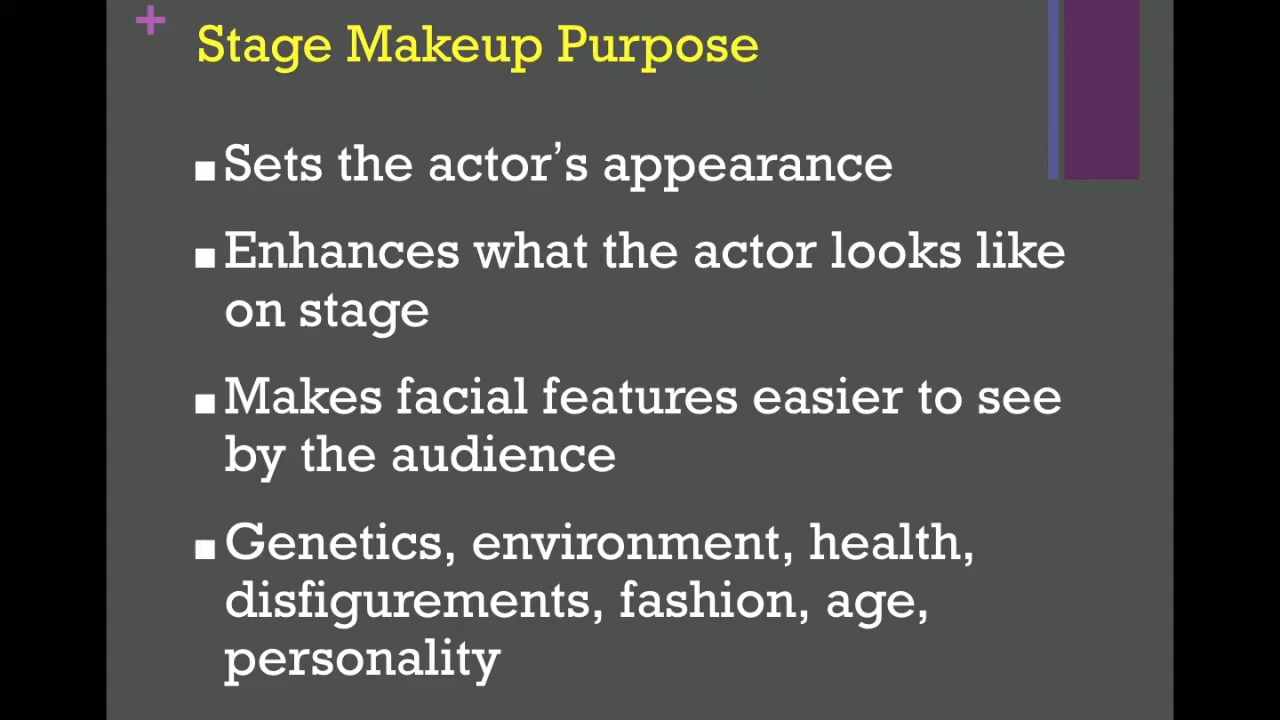 +
Stage Makeup Purpose
■ Sets the actor’s appearance
■ Enhances what the actor looks like
on stage
■ Makes facial features easier to see
by the audience
■ Genetics, environment, health,
disfigurements, fashion, age,
personality